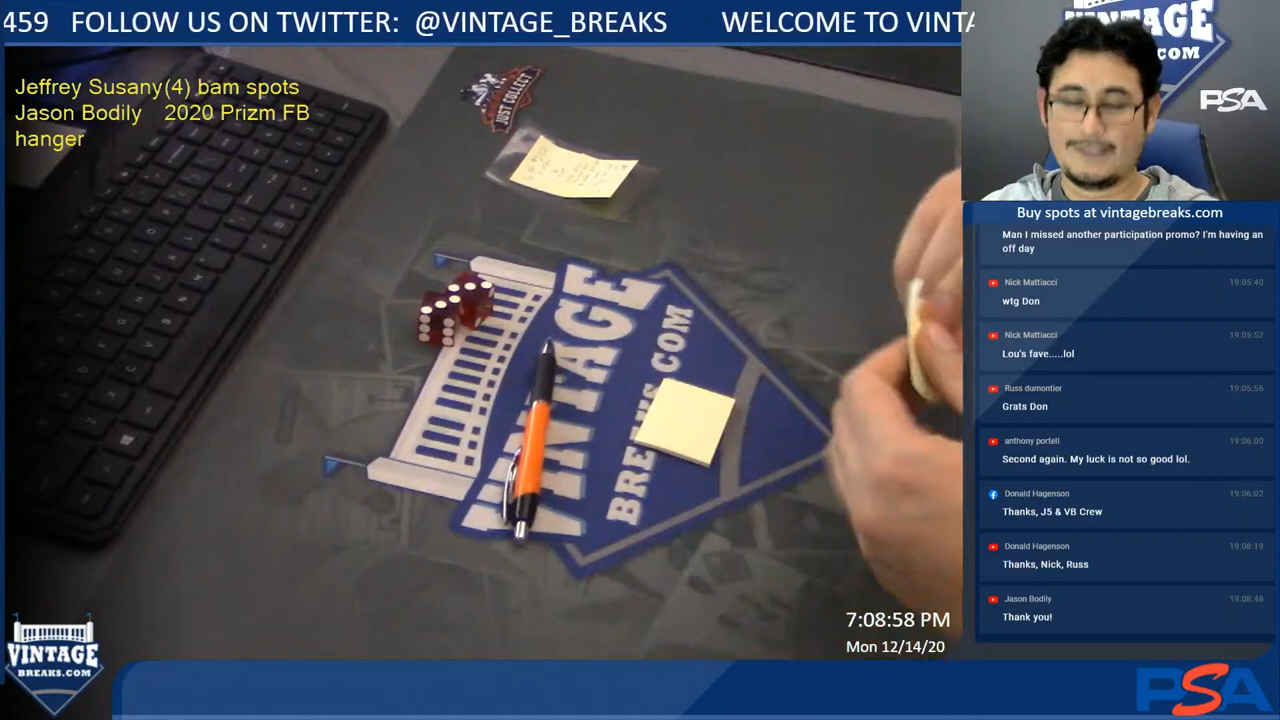 459 FOLLOW US ON TWITTER: @VINTAGE_BREAKS WELCOME TO VINTA
Jeffrey Susany(4) bam spots
Jason Bodily 2020 Prizm FB
hanger
JUST COLLECT
VINTAGE
BREAKS.COM
VINTAGE
.COM
PSA
Buy spots at vintagebreaks.com
Man I missed another participation promo? I'm having an
off day
Nick Mattiacci 19:05:40
wtg Don
Nick Mattiacci 19:05:52
Lou's fave.....lol
Russ dumontier 19:05:56
Grats Don
anthony portell 19:06:00
Second again. My luck is not so good lol.
Donald Hagenson 19:06:02
Thanks, J5 & VB Crew
Donald Hagenson 19:08:19
Thanks, Nick, Russ
Jason Bodily 19:08:48
Thank you!
7:08:58 PM
Mon 12/14/20
VINTAGE
BREAKS.COM
PSA